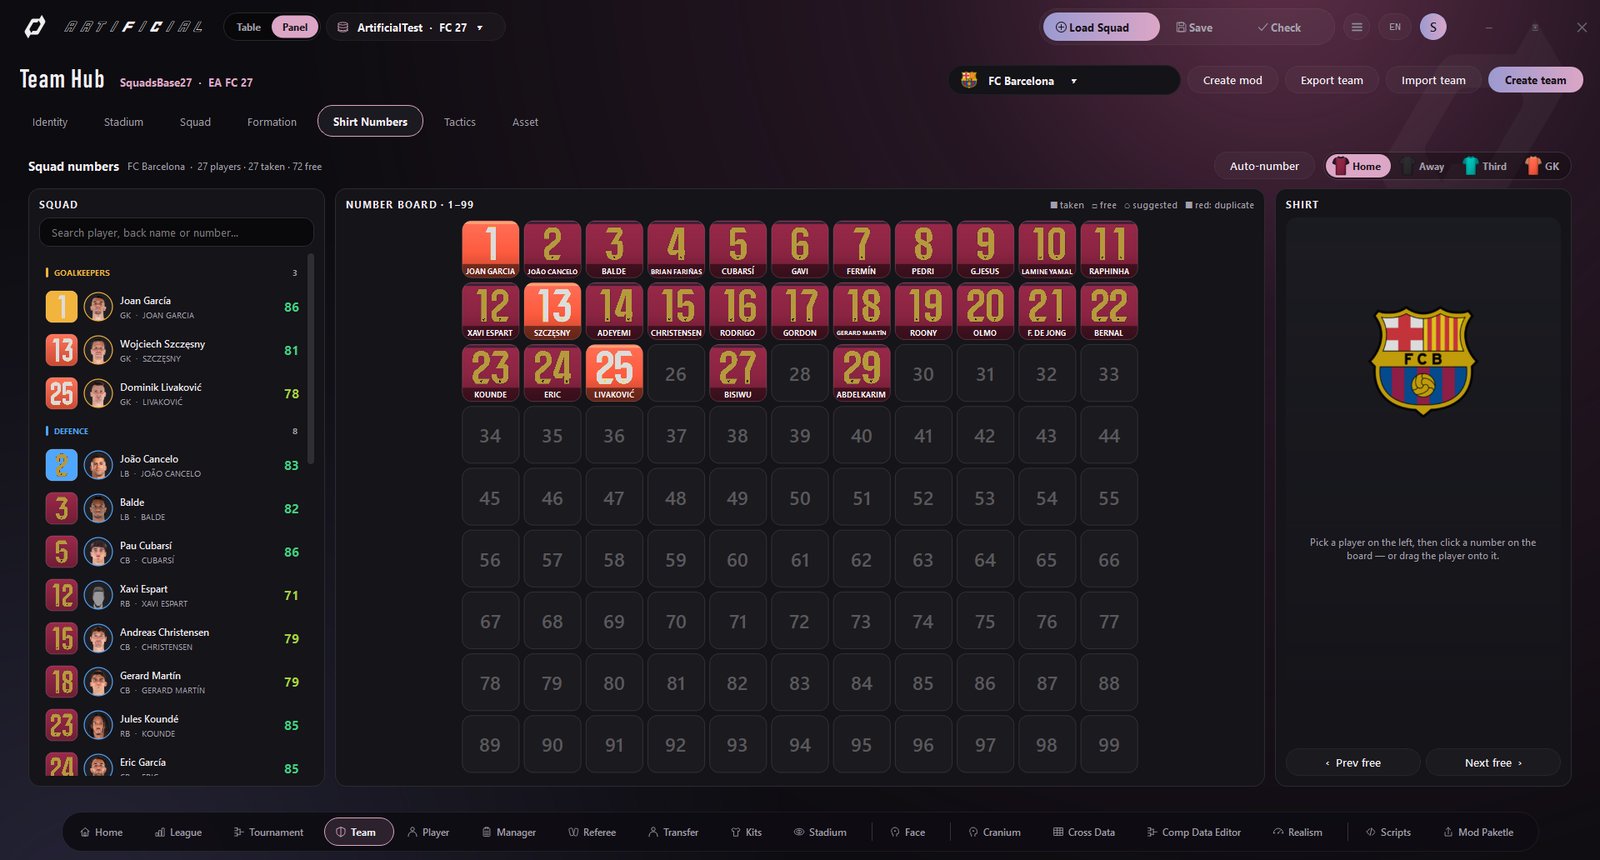 ARTIFICIAL
Table Panel ArtificialTest · FC 27
Load Squad Save Check EN S
Team Hub SquadsBase27 · EA FC 27
FC Barcelona Create mod Export team Import team Create team
Identity Stadium Squad Formation Shirt Numbers Tactics Asset
Squad numbers FC Barcelona · 27 players · 27 taken · 72 free
Auto-number Home Away Third GK
SQUAD
Search player, back name or number...
GOALKEEPERS 3
1 Joan García 86
GK · JOAN GARCIA
13 Wojciech Szczęsny 81
GK · SZCZĘSNY
25 Dominik Livaković 78
GK · LIVAKOVIĆ
DEFENCE 8
2 João Cancelo 83
LB · JOÃO CANCELO
3 Balde 82
LB · BALDE
5 Pau Cubarsí 86
CB · CUBARSÍ
12 Xavi Espart 71
RB · XAVI ESPART
15 Andreas Christensen 79
CB · CHRISTENSEN
18 Gerard Martín 79
CB · GERARD MARTÍN
23 Jules Koundé 85
RB · KOUNDE
24 Eric García 85
NUMBER BOARD · 1–99
taken free suggested red: duplicate
1 2 3 4 5 6 7 8 9 10 11
JOAN GARCIA JOÃO CANCELO BALDE BRIAN FARIÑAS CUBARSÍ GAVI FERMÍN PEDRI G.JESUS LAMINE YAMAL RAPHINHA
12 13 14 15 16 17 18 19 20 21 22
XAVI ESPART SZCZĘSNY ADEYEMI CHRISTENSEN RODRIGO GORDON GERARD MARTÍN ROONY OLMO F. DE JONG BERNAL
23 24 25 26 27 28 29 30 31 32 33
KOUNDE ERIC LIVAKOVIĆ BISIWU ABDELKARIM
34 35 36 37 38 39 40 41 42 43 44
45 46 47 48 49 50 51 52 53 54 55
56 57 58 59 60 61 62 63 64 65 66
67 68 69 70 71 72 73 74 75 76 77
78 79 80 81 82 83 84 85 86 87 88
89 90 91 92 93 94 95 96 97 98 99
SHIRT
FCB
Pick a player on the left, then click a number on the
board — or drag the player onto it.
‹ Prev free Next free ›
Home League Tournament Team Player Manager Referee Transfer Kits Stadium Face Cranium Cross Data Comp Data Editor Realism Scripts Mod Paketle